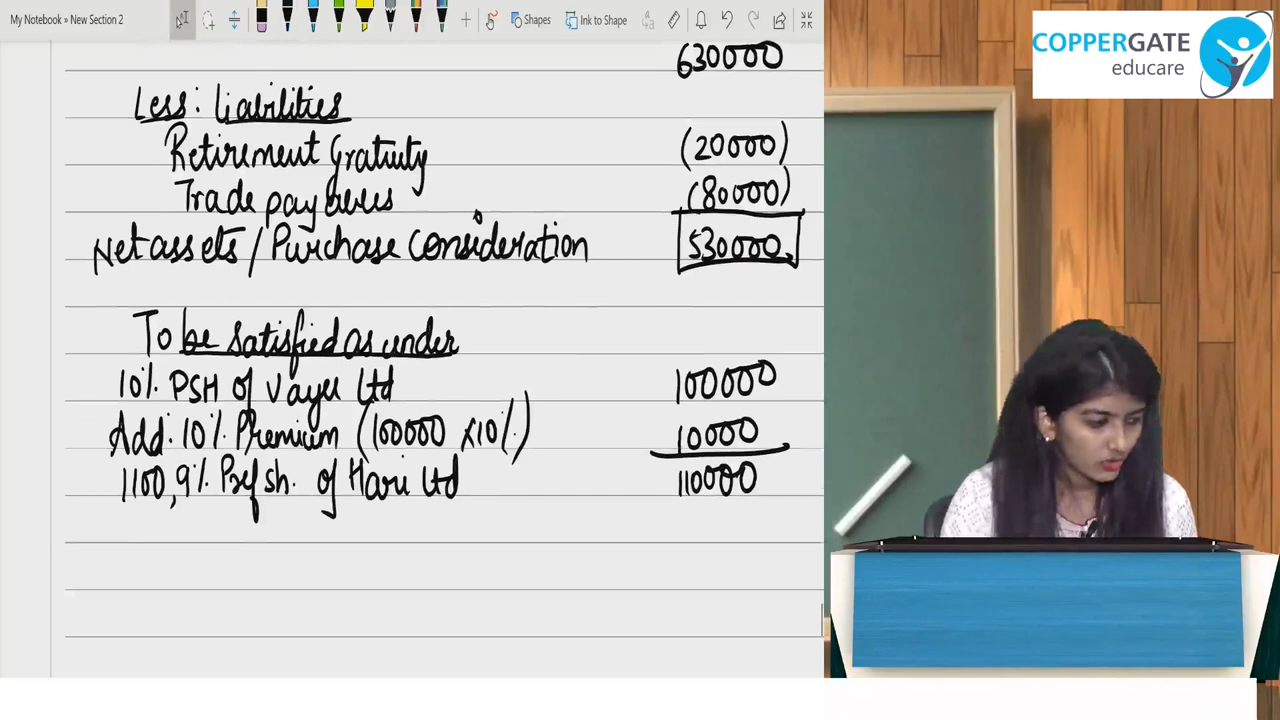 My Notebook » New Section 2
Shapes
Ink to Shape
COPPERGATE
educare
630000
Less: Liabilities
Retirement Gratuity (20000)
Trade payables (80000)
Net assets / Purchase Consideration 530000
To be satisfied as under
10% PSH of Vayu Ltd 100000
Add: 10% Premium (100000 x10%) 10000
1100, 9% Pref sh. of Hari Ltd 110000